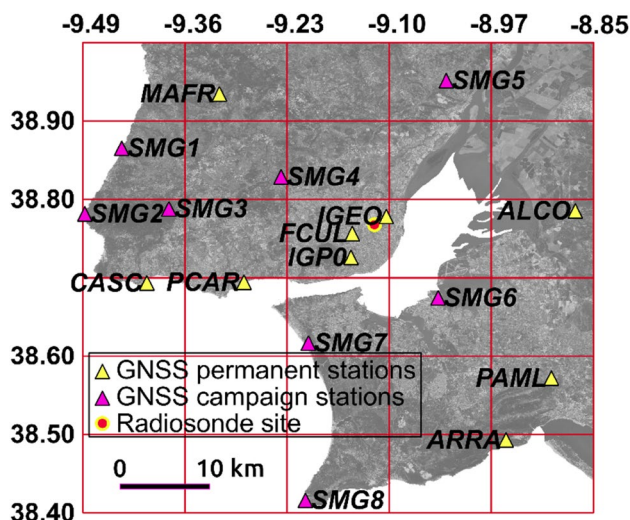 -9.49 -9.36 -9.23 -9.10 -8.97 -8.85
MAFR
SMG5
38.90
SMG1
SMG4
38.80
SMG2 SMG3
IGEO
ALCO
FCUL
IGP0
CASC PCAR
SMG6
SMG7
38.60
GNSS permanent stations
PAML
GNSS campaign stations
Radiosonde site
38.50
ARRA
0 10 km
SMG8
38.40